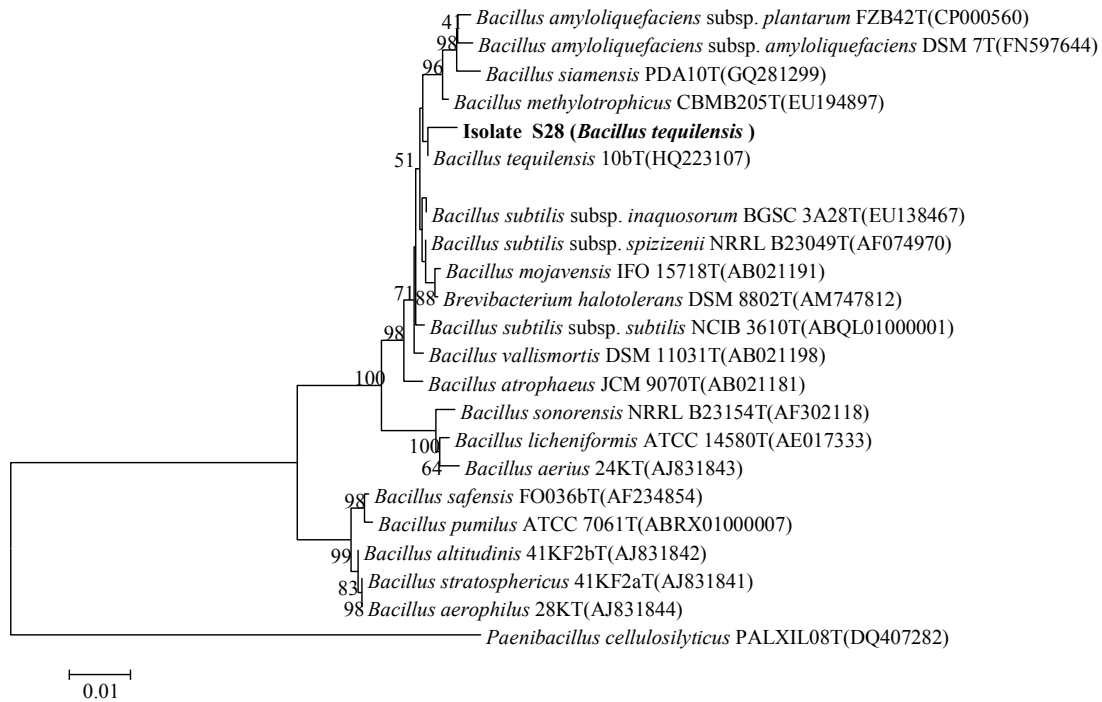 41
Bacillus amyloliquefaciens subsp. plantarum FZB42T(CP000560)
98
Bacillus amyloliquefaciens subsp. amyloliquefaciens DSM 7T(FN597644)
96
Bacillus siamensis PDA10T(GQ281299)
Bacillus methylotrophicus CBMB205T(EU194897)
Isolate S28 (Bacillus tequilensis )
51
Bacillus tequilensis 10bT(HQ223107)
Bacillus subtilis subsp. inaquosorum BGSC 3A28T(EU138467)
Bacillus subtilis subsp. spizizenii NRRL B23049T(AF074970)
Bacillus mojavensis IFO 15718T(AB021191)
71
88
Brevibacterium halotolerans DSM 8802T(AM747812)
Bacillus subtilis subsp. subtilis NCIB 3610T(ABQL01000001)
98
Bacillus vallismortis DSM 11031T(AB021198)
100
Bacillus atrophaeus JCM 9070T(AB021181)
Bacillus sonorensis NRRL B23154T(AF302118)
100
Bacillus licheniformis ATCC 14580T(AE017333)
64
Bacillus aerius 24KT(AJ831843)
98
Bacillus safensis FO036bT(AF234854)
Bacillus pumilus ATCC 7061T(ABRX01000007)
99
Bacillus altitudinis 41KF2bT(AJ831842)
83
Bacillus stratosphericus 41KF2aT(AJ831841)
98
Bacillus aerophilus 28KT(AJ831844)
Paenibacillus cellulosilyticus PALXIL08T(DQ407282)
0.01